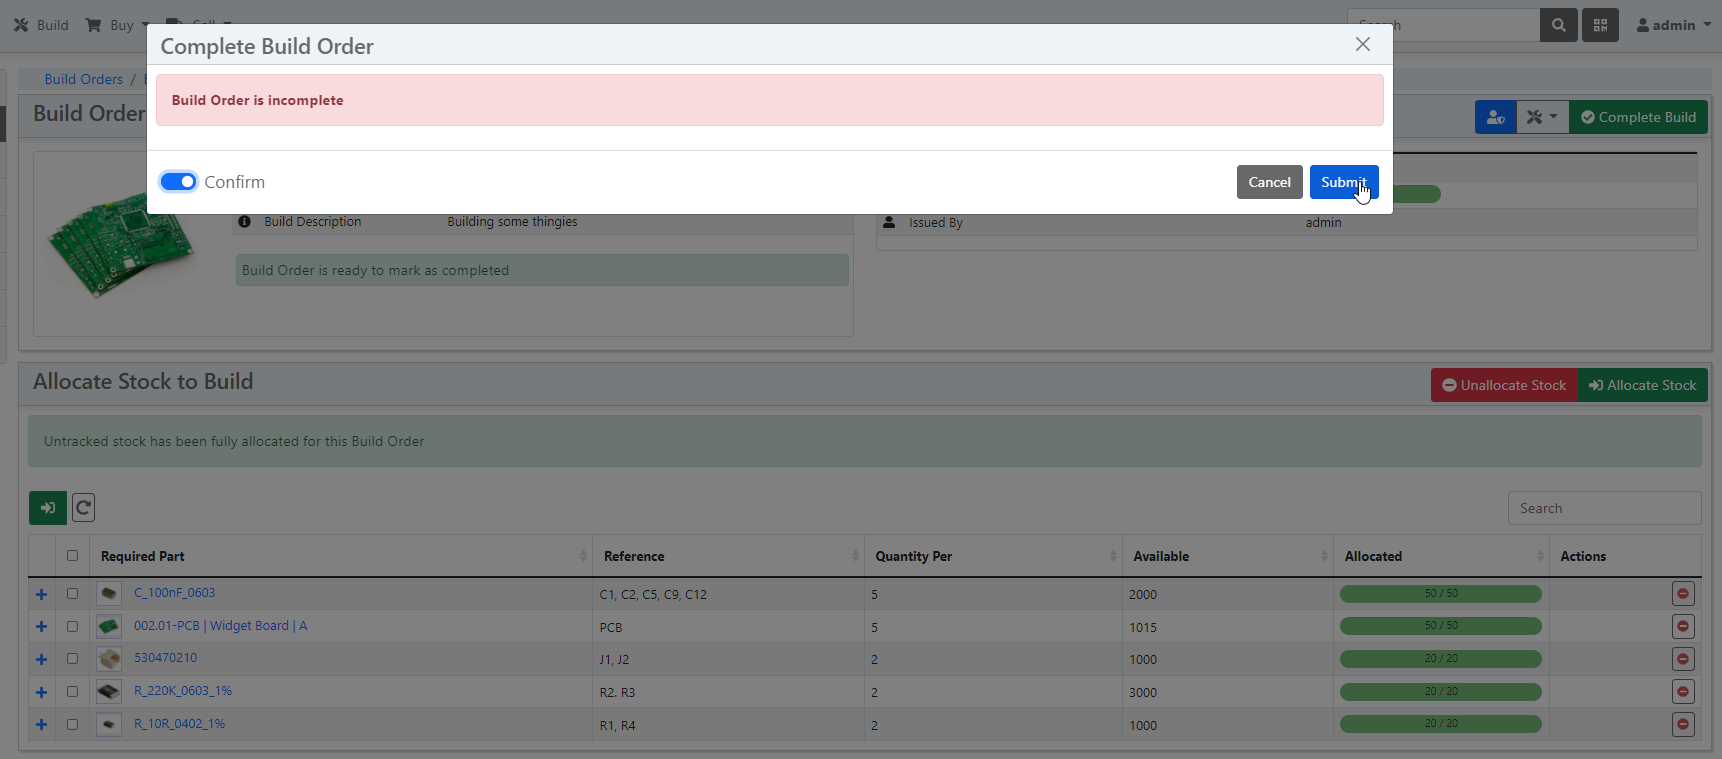 Build Buy Sell Search admin
Complete Build Order
Build Orders /
Build Order is incomplete
Build Order Complete Build
Confirm Cancel Submit
Build Description Building some thingies Issued By admin
Build Order is ready to mark as completed
Allocate Stock to Build Unallocate Stock Allocate Stock
Untracked stock has been fully allocated for this Build Order
Search
Required Part Reference Quantity Per Available Allocated Actions
C_100nF_0603 C1, C2, C5, C9, C12 5 2000 50 / 50
002.01-PCB | Widget Board | A PCB 5 1015 50 / 50
530470210 J1, J2 2 1000 20 / 20
R_220K_0603_1% R2. R3 2 3000 20 / 20
R_10R_0402_1% R1, R4 2 1000 20 / 20